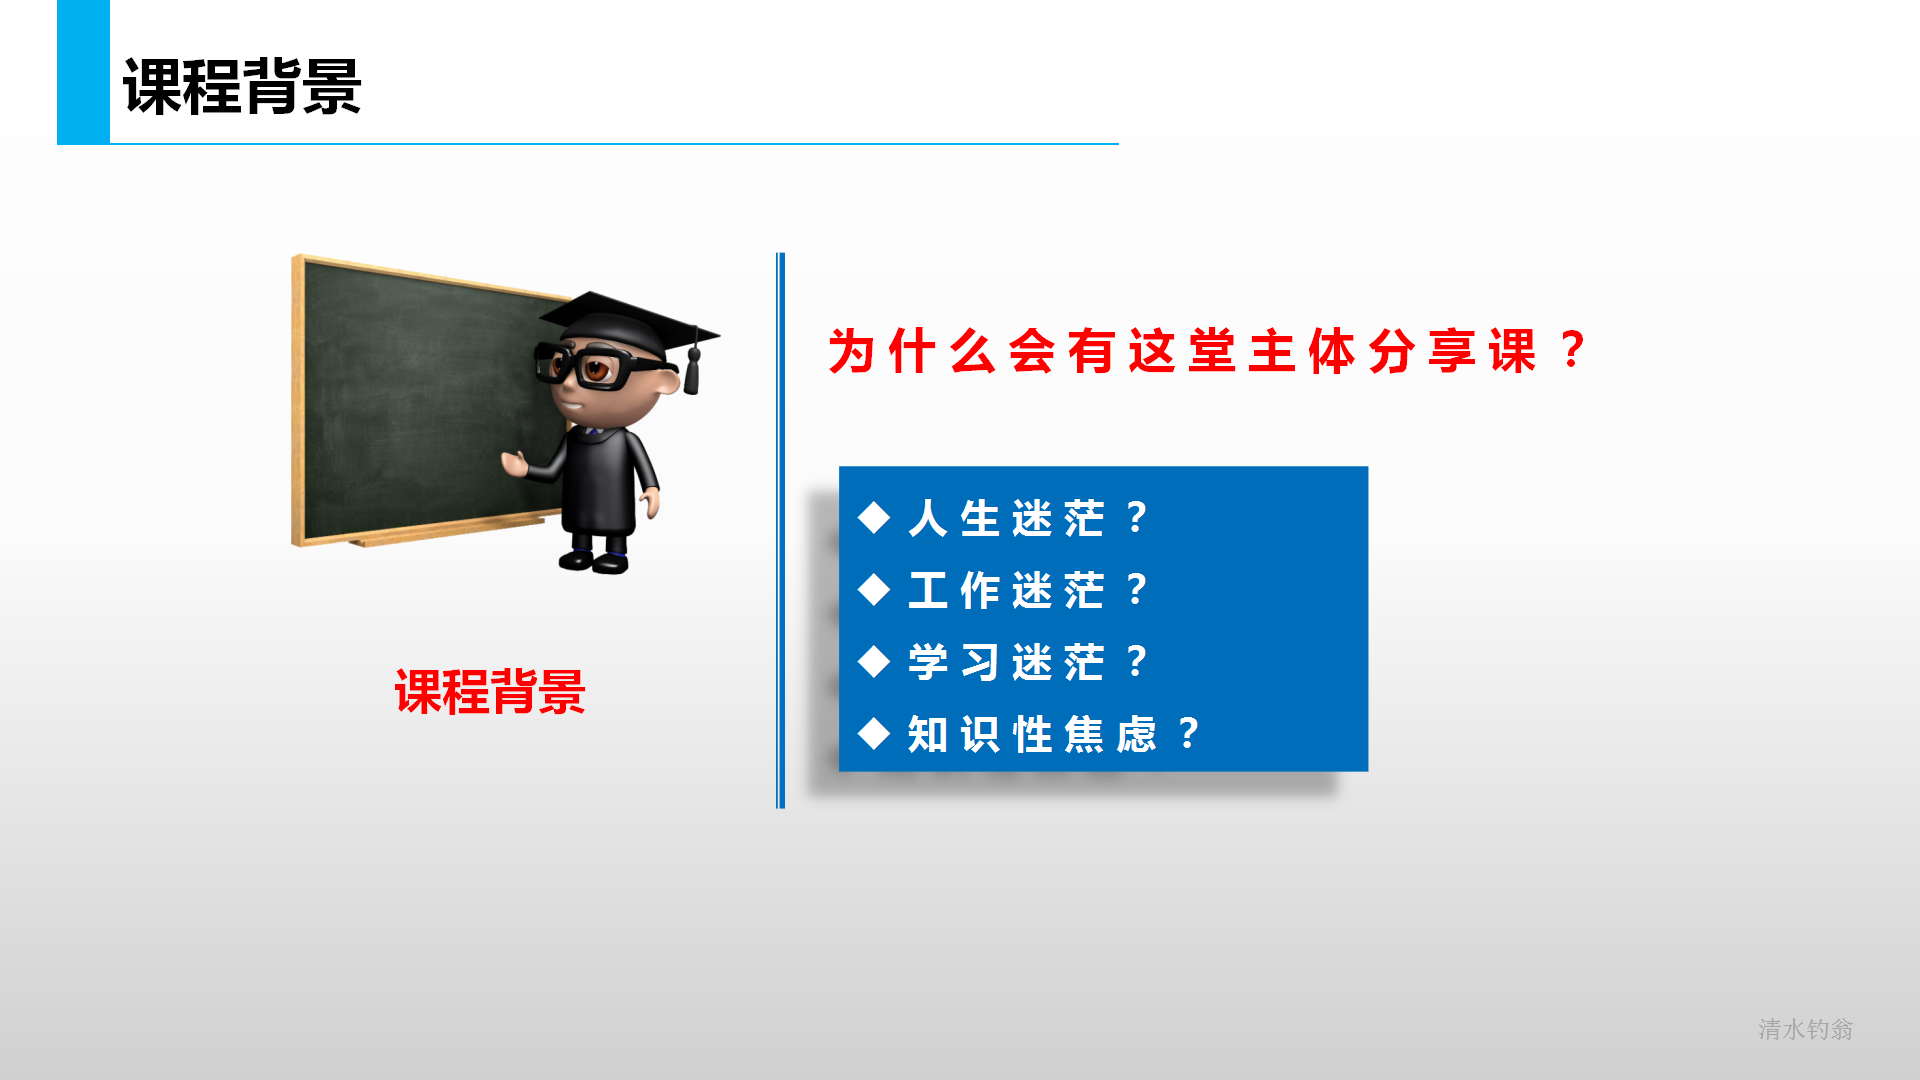 课程背景
为什么会有这堂主体分享课？
◆ 人生迷茫？
◆ 工作迷茫？
◆ 学习迷茫？
◆ 知识性焦虑？
课程背景
清水钓翁